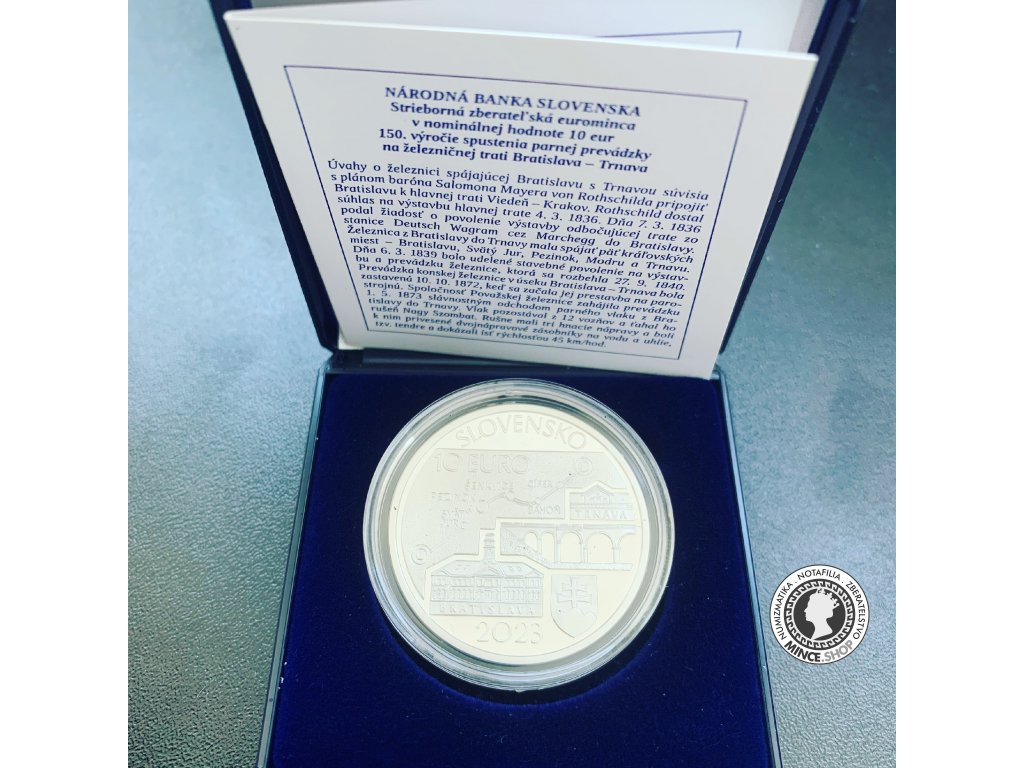 NÁRODNÁ BANKA SLOVENSKA
Strieborná zberateľská eurominca
v nominálnej hodnote 10 eur
150. výročie spustenia parnej prevádzky
na železničnej trati Bratislava – Trnava
Úvahy o železnici spájajúcej Bratislavu s Trnavou súvisia
s plánom baróna Salomona Mayera von Rothschilda pripojiť
Bratislavu k hlavnej trati Viedeň – Krakov. Rothschild dostal
súhlas na výstavbu hlavnej trate 4. 3. 1836. Dňa 7. 3. 1836
podal žiadosť o povolenie výstavby odbočujúcej trate zo
stanice Deutsch Wagram cez Marchegg do Bratislavy.
Železnica z Bratislavy do Trnavy mala spájať päť kráľovských
miest – Bratislavu, Svätý Jur, Pezinok, Modru a Trnavu.
Dňa 6. 3. 1839 bolo udelené stavebné povolenie na výstav-
bu a prevádzku železnice, ktorá sa rozbehla 27. 9. 1840.
Prevádzka konskej železnice v úseku Bratislava – Trnava bola
zastavená 10. 10. 1872, keď sa začala jej prestavba na paro-
strojnú. Spoločnosť Považskej železnice zahájila prevádzku
1. 5. 1873 slávnostným odchodom parného vlaku z Bra-
tislavy do Trnavy. Vlak pozostával z 12 vozňov a ťahal ho
rušeň Nagy Szombat. Rušne mali tri hnacie nápravy a boli
k nim privesené dvojnápravové zásobníky na vodu a uhlie,
tzv. tendre a dokázali ísť rýchlosťou 45 km/hod.
SLOVENSKO
10 EURO
ŠENKVICE
CÍFER
PEZINOK
BÁHOŇ
TRNAVA
SVÄTÝ
JUR
BRATISLAVA
2023
NUMIZMATIKA . NOTAFILIA . ZBERATELSTVO
MINCE.SHOP